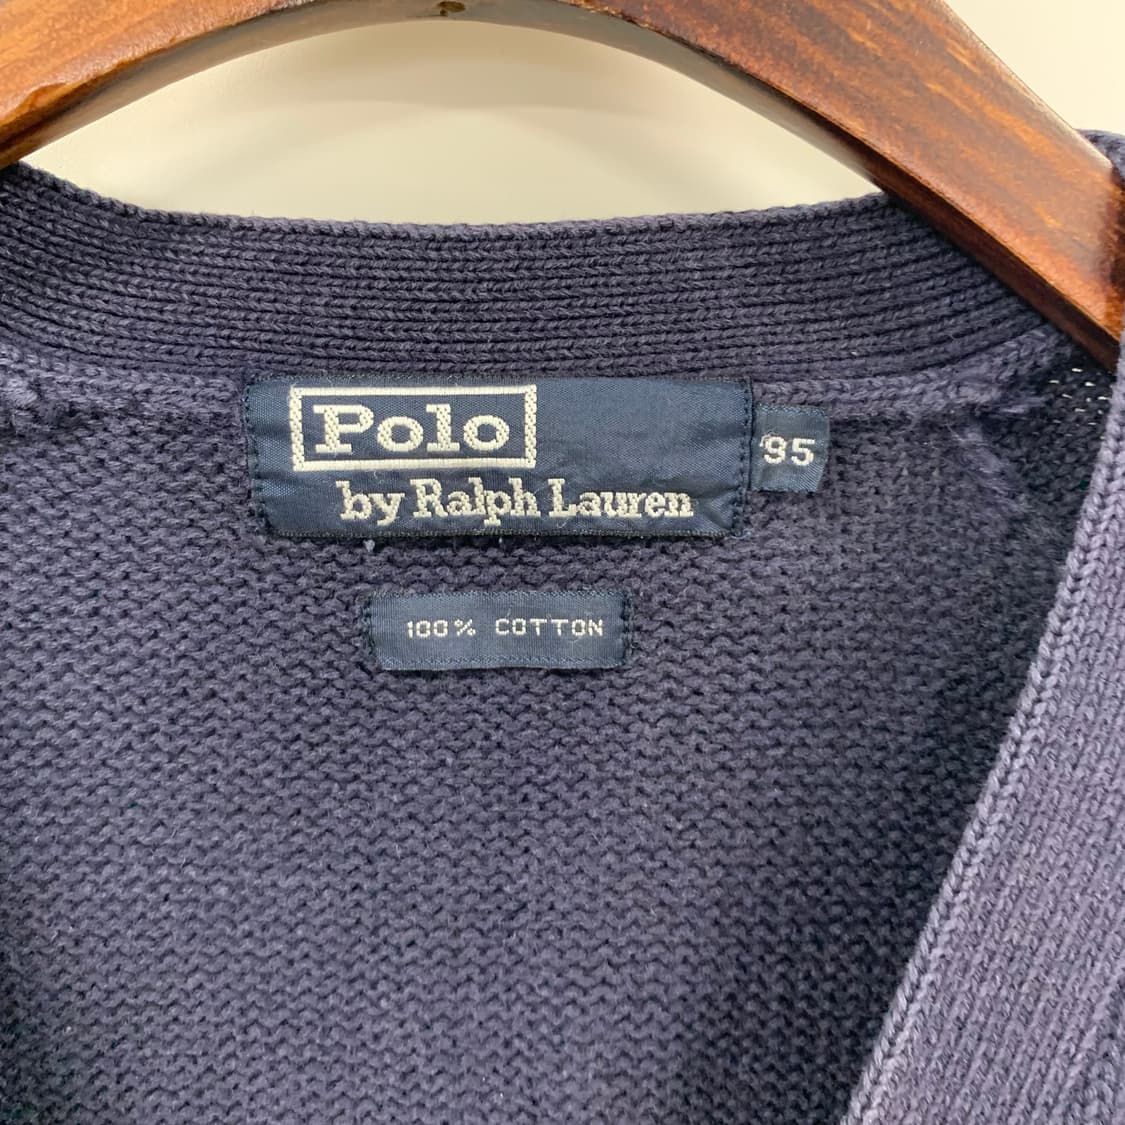 Polo
by Ralph Lauren
95
100% COTTON